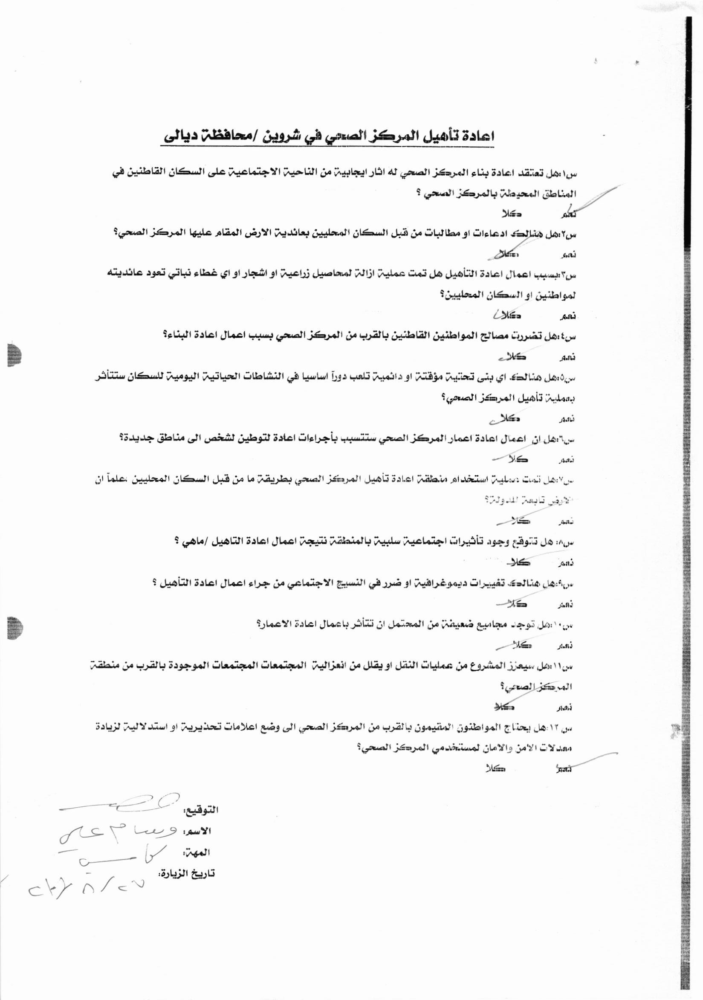 اعادة تأهيل المركز الصحي في شروين /محافظة ديالى
س١:هل تعتقد اعادة بناء المركز الصحي له اثار ايجابية من الناحية الاجتماعية على السكان القاطنين في
المناطق المحيطة بالمركز الصحي ؟
نعم كلا
س٢:هل هنالك ادعاءات او مطالبات من قبل السكان المحليين بعائدية الارض المقام عليها المركز الصحي؟
نعم كلا
س٣:بسبب اعمال اعادة التأهيل هل تمت عملية ازالة لمحاصيل زراعية او اشجار او اي غطاء نباتي تعود عائديته
لمواطنين او السكان المحليين؟
نعم كلا
س٤:هل تضررت مصالح المواطنين القاطنين بالقرب من المركز الصحي بسبب اعمال اعادة البناء؟
نعم كلا
س٥:هل هنالك اي بنى تحتية مؤقتة او دائمية تلعب دورآ اساسيا في النشاطات الحياتية اليومية للسكان ستتأثر
بعملية تأهيل المركز الصحي؟
نعم كلا
س٦:هل ان اعمال اعادة اعمار المركز الصحي ستتسبب بأجراءات اعادة لتوطين لشخص الى مناطق جديدة؟
نعم كلا
س٧:هل تمت عملية استخدام منطقة اعادة تأهيل المركز الصحي بطريقة ما من قبل السكان المحليين علمآ ان
الارض تابعة للدولة؟
نعم كلا
س٨: هل تتوقع وجود تأثيرات اجتماعية سلبية بالمنطقة نتيجة اعمال اعادة التاهيل /ماهي ؟
نعم كلا
س٩:هل هنالك تغييرات ديموغرافية او ضرر في النسيج الاجتماعي من جراء اعمال اعادة التأهيل ؟
نعم كلا
س١٠:هل توجد مجاميع ضعيفة من المحتمل ان تتأثر باعمال اعادة الاعمار؟
نعم كلا
س١١:هل سيعزز المشروع من عمليات النقل او يقلل من انعزالية المجتمعات المجتمعات الموجودة بالقرب من منطقة
المركز الصحي؟
نعم كلا
س١٢:هل يحتاج المواطنون المقيمون بالقرب من المركز الصحي الى وضع اعلامات تحذيرية او استدلالية لزيادة
معدلات الامن والامان لمستخدمي المركز الصحي؟
نعم كلا
التوقيع:
الاسم: وسام علي
المهة: كاسب
تاريخ الزيارة:
٢٧/ ٨